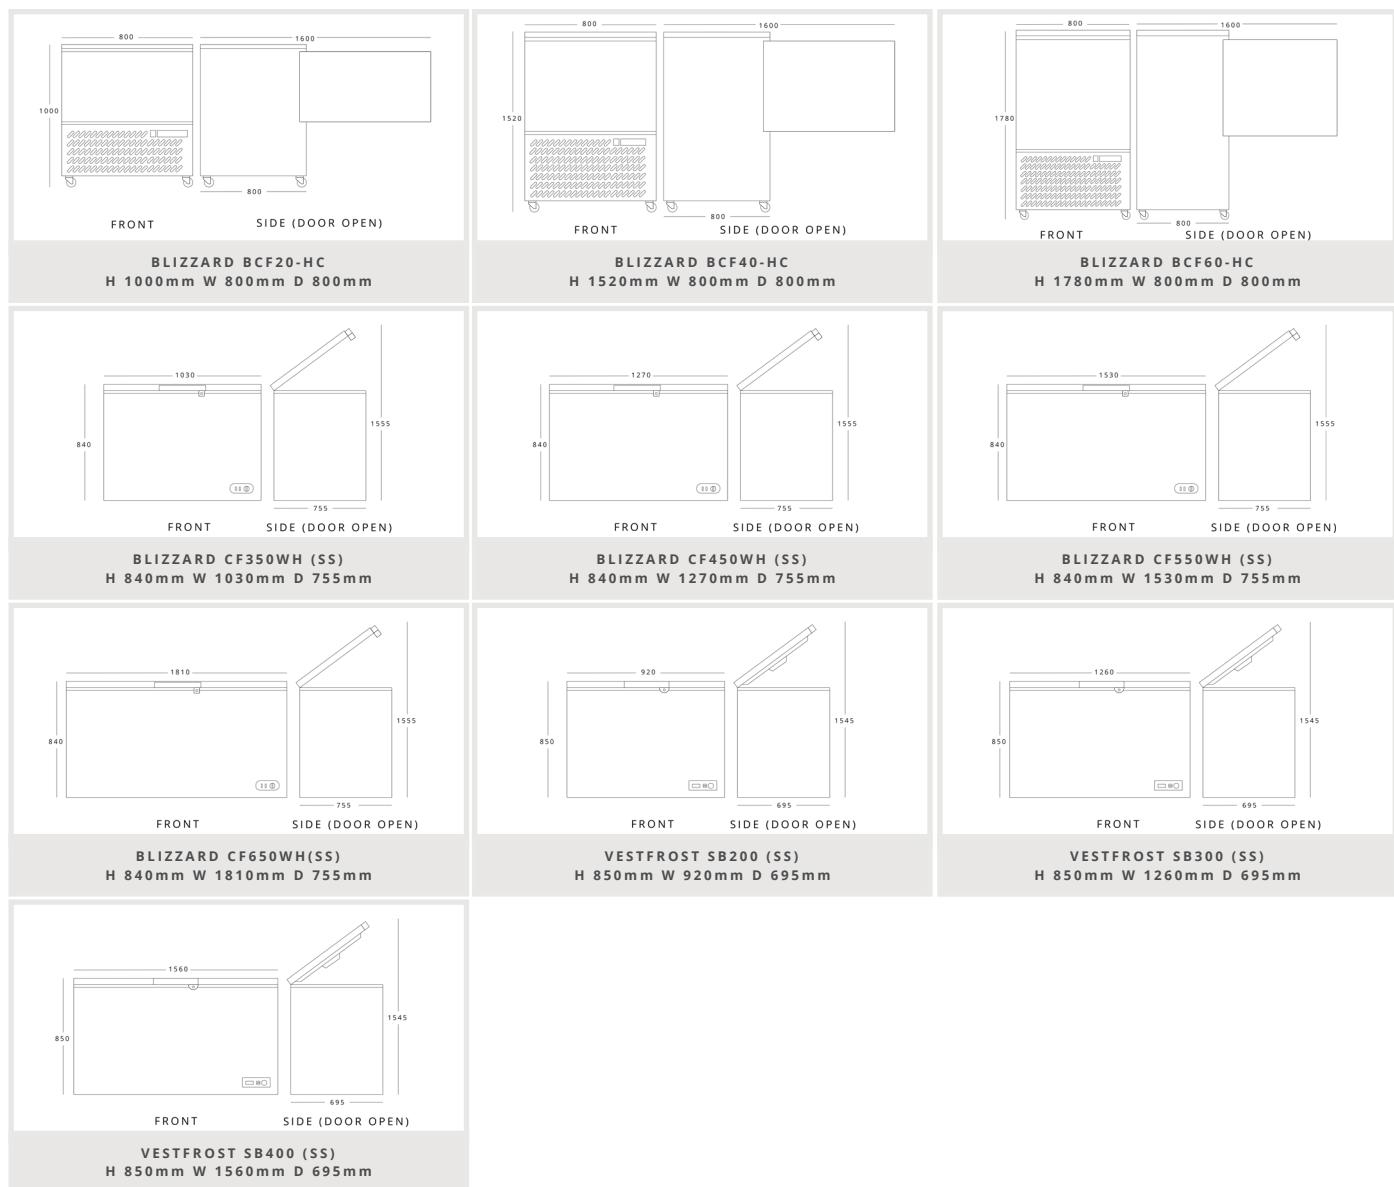 800
1600
1000
800
FRONT
SIDE (DOOR OPEN)
BLIZZARD BCF20-HC
H 1000mm W 800mm D 800mm
800
1600
1520
800
FRONT
SIDE (DOOR OPEN)
BLIZZARD BCF40-HC
H 1520mm W 800mm D 800mm
800
1600
1780
800
FRONT
SIDE (DOOR OPEN)
BLIZZARD BCF60-HC
H 1780mm W 800mm D 800mm
1030
840
1555
755
FRONT
SIDE (DOOR OPEN)
BLIZZARD CF350WH (SS)
H 840mm W 1030mm D 755mm
1270
840
1555
755
FRONT
SIDE (DOOR OPEN)
BLIZZARD CF450WH (SS)
H 840mm W 1270mm D 755mm
1530
840
1555
755
FRONT
SIDE (DOOR OPEN)
BLIZZARD CF550WH (SS)
H 840mm W 1530mm D 755mm
1810
840
1555
755
FRONT
SIDE (DOOR OPEN)
BLIZZARD CF650WH(SS)
H 840mm W 1810mm D 755mm
920
850
1545
695
FRONT
SIDE (DOOR OPEN)
VESTFROST SB200 (SS)
H 850mm W 920mm D 695mm
1260
850
1545
695
FRONT
SIDE (DOOR OPEN)
VESTFROST SB300 (SS)
H 850mm W 1260mm D 695mm
1560
850
1545
695
FRONT
SIDE (DOOR OPEN)
VESTFROST SB400 (SS)
H 850mm W 1560mm D 695mm